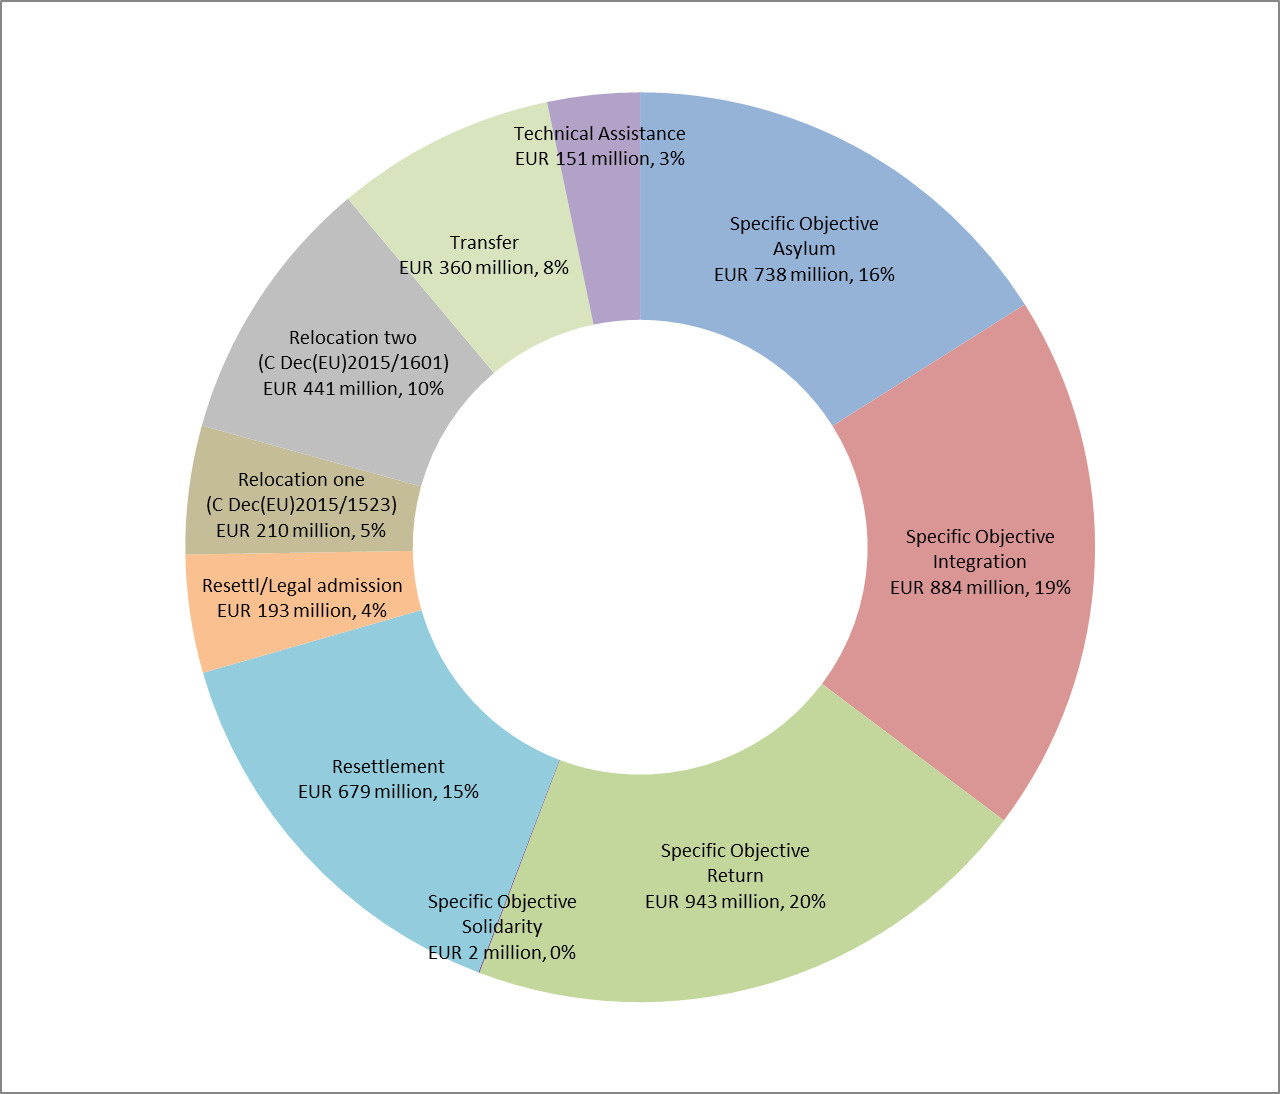 Technical Assistance
EUR 151 million, 3%
Specific Objective
Asylum
EUR 738 million, 16%
Transfer
EUR 360 million, 8%
Relocation two
(C Dec(EU)2015/1601)
EUR 441 million, 10%
Relocation one
(C Dec(EU)2015/1523)
EUR 210 million, 5%
Specific Objective
Integration
EUR 884 million, 19%
Resettl/Legal admission
EUR 193 million, 4%
Resettlement
EUR 679 million, 15%
Specific Objective
Return
EUR 943 million, 20%
Specific Objective
Solidarity
EUR 2 million, 0%